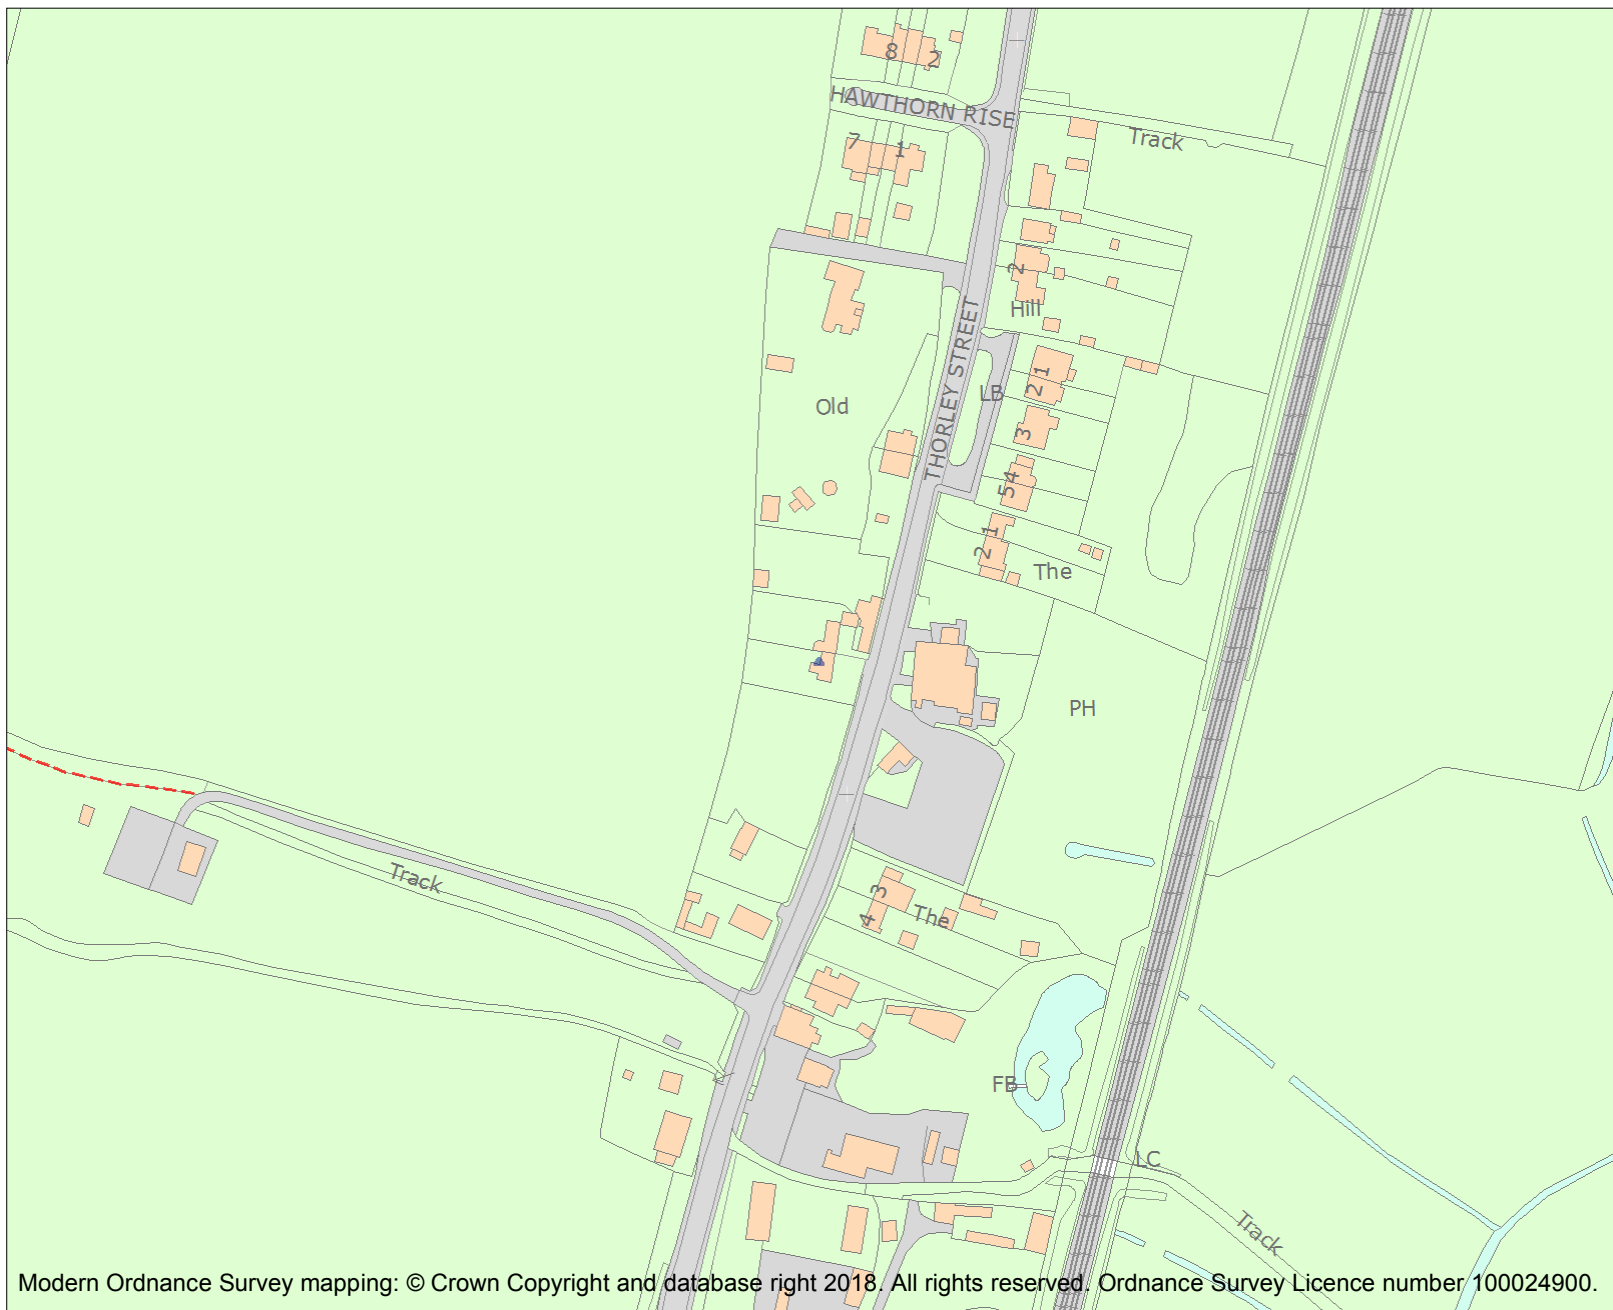 8
2
HAWTHORN RISE
7
1
Track
2
Hill
THORLEY STREET
LB
1
2
Old
3
4
5
1
2
The
PH
Track
3
4
The
FB
LC
Track
Modern Ordnance Survey mapping: © Crown Copyright and database right 2018. All rights reserved. Ordnance Survey Licence number 100024900.